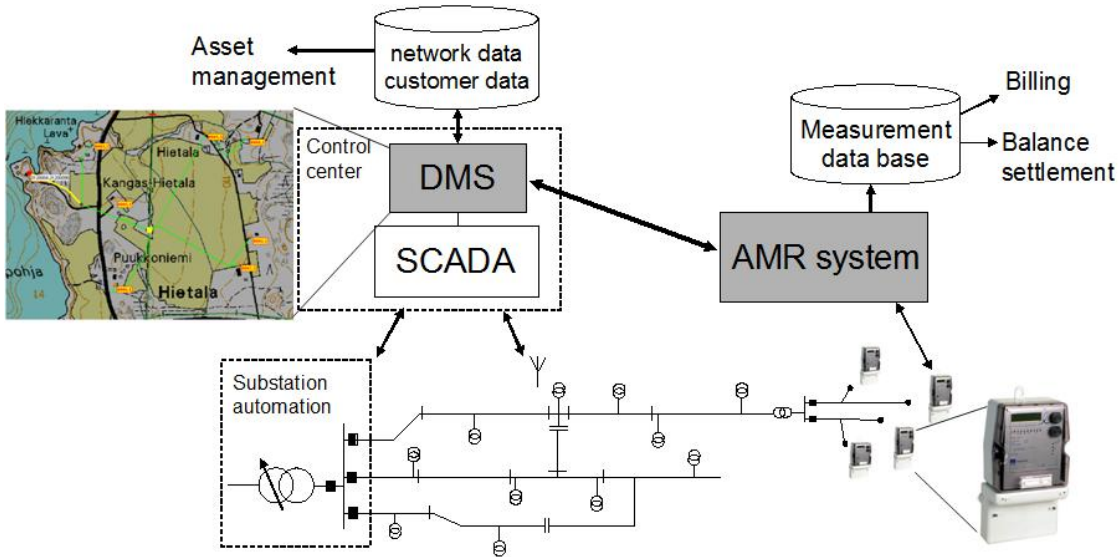 Asset
management
network data
customer data
Billing
Measurement
data base
Balance
settlement
Control
center
DMS
SCADA
AMR system
Hiekkaranta
Lava
Hietala
Kangas-Hietala
Puukkoniemi
pohja
14
Hietala
Substation
automation